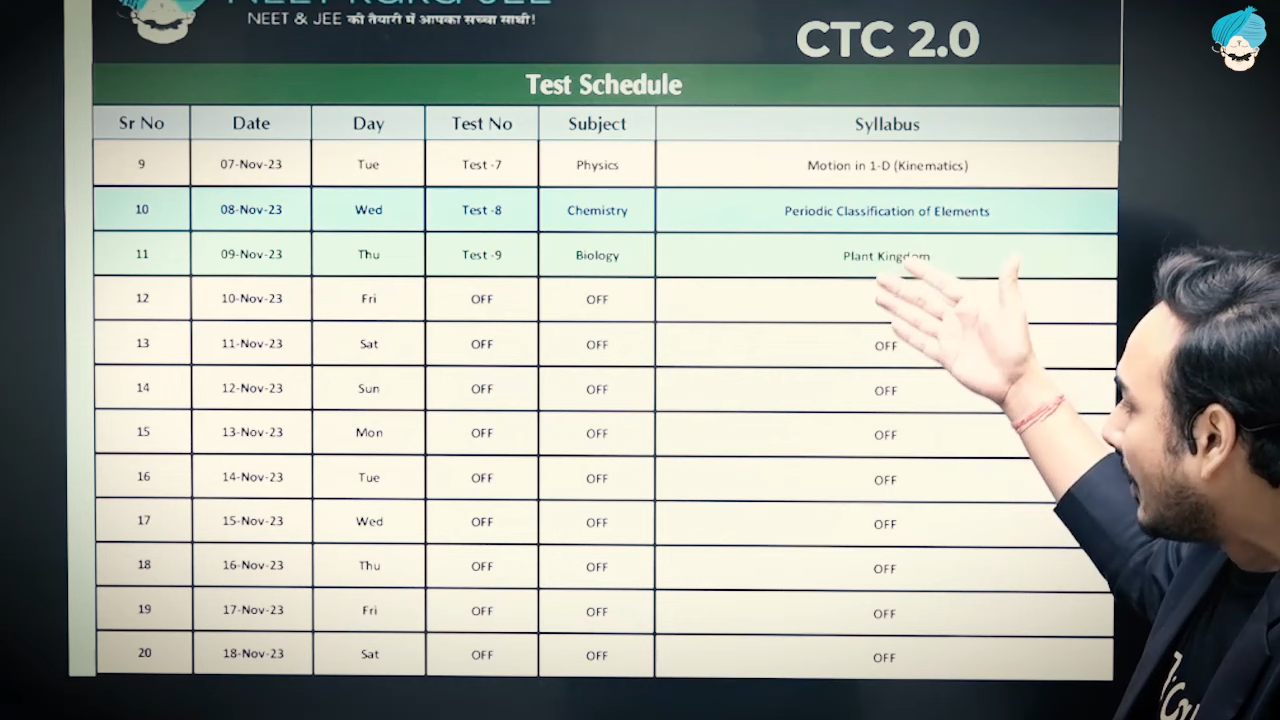 NEET & JEE की तैयारी में आपका सच्चा साथी!
CTC 2.0
Test Schedule
Sr No Date Day Test No Subject Syllabus
9 07-Nov-23 Tue Test -7 Physics Motion in 1-D (Kinematics)
10 08-Nov-23 Wed Test -8 Chemistry Periodic Classification of Elements
11 09-Nov-23 Thu Test -9 Biology Plant Kingdom
12 10-Nov-23 Fri OFF OFF
13 11-Nov-23 Sat OFF OFF OFF
14 12-Nov-23 Sun OFF OFF OFF
15 13-Nov-23 Mon OFF OFF OFF
16 14-Nov-23 Tue OFF OFF OFF
17 15-Nov-23 Wed OFF OFF OFF
18 16-Nov-23 Thu OFF OFF OFF
19 17-Nov-23 Fri OFF OFF OFF
20 18-Nov-23 Sat OFF OFF OFF